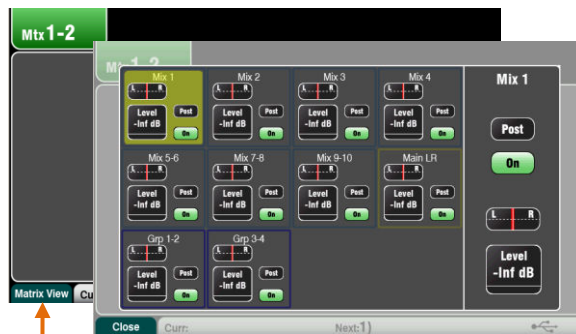 Mtx1-2
Mtx 1-2
Mix 1 Mix 2 Mix 3 Mix 4 Mix 1
L R L R L R L R
Level Post Level Post Level Post Level Post Post
-Inf dB On -Inf dB On -Inf dB On -Inf dB On On
Mix 5-6 Mix 7-8 Mix 9-10 Main LR
L R L R L R L R
Level Post Level Post Level Post Level Post L R
-Inf dB On -Inf dB On -Inf dB On -Inf dB On
Grp 1-2 Grp 3-4
L R L R
Level Post Level Post Level
-Inf dB On -Inf dB On -Inf dB
Matrix View Cu
Close Curr: Next:1)